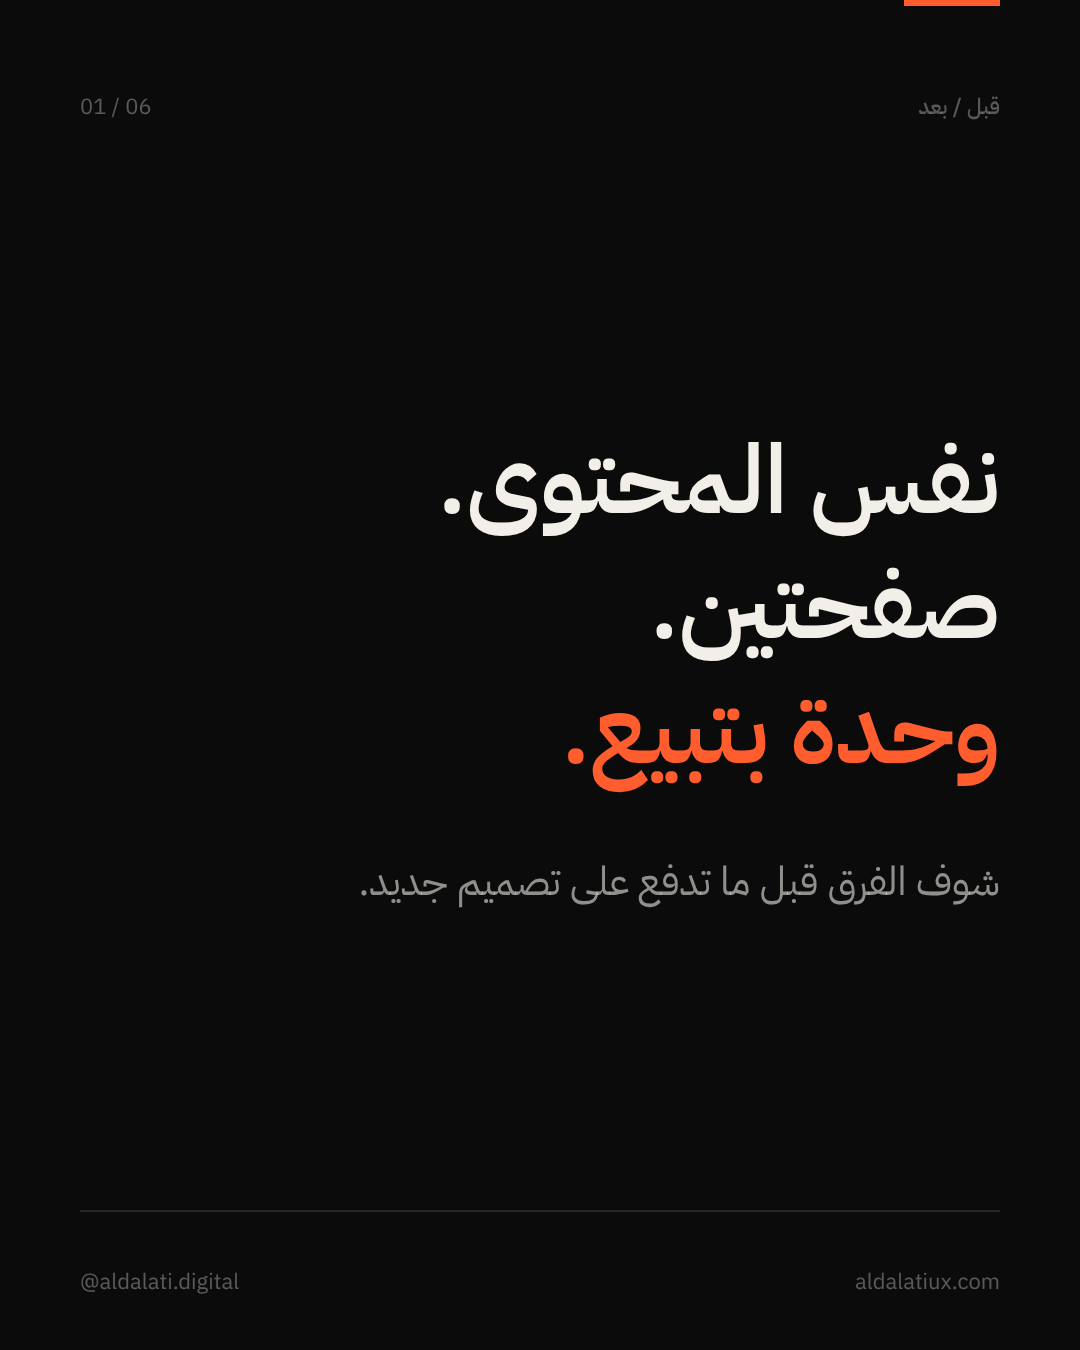 قبل / بعد
01 / 06
نفس المحتوى.
صفحتين.
وحدة بتبيع.
شوف الفرق قبل ما تدفع على تصميم جديد.
@aldalati.digital
aldalatiux.com